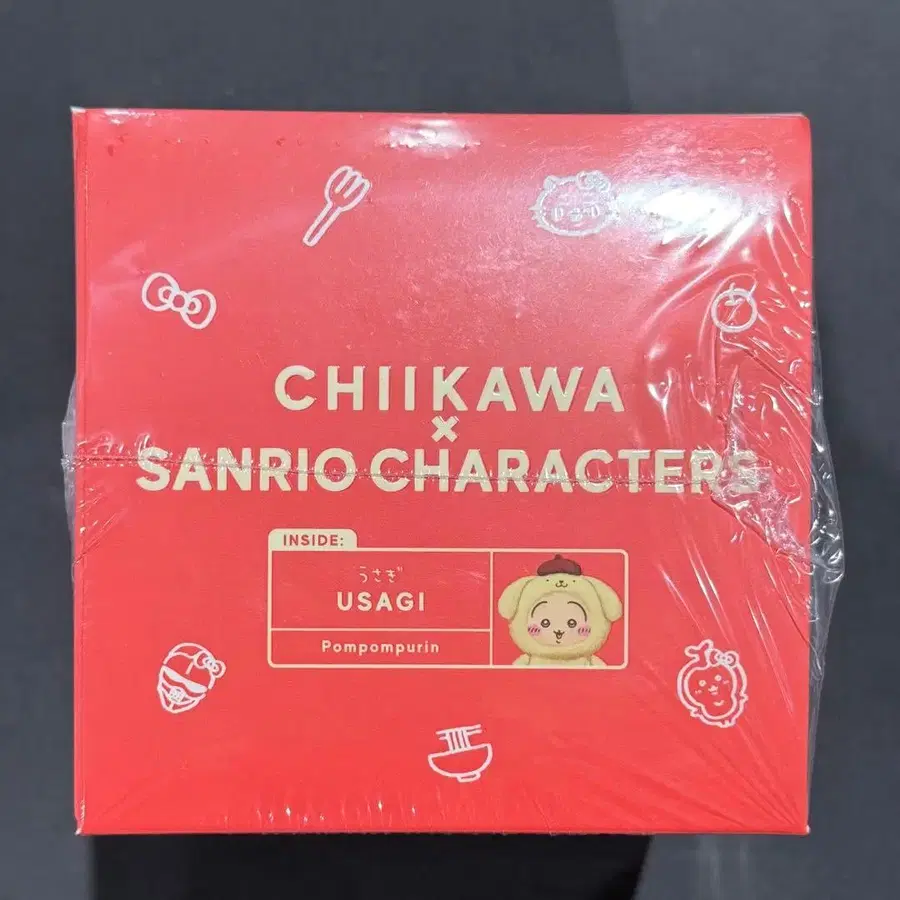 CHIIKAWA
×
SANRIO CHARACTERS
INSIDE:
うさぎ
USAGI
Pompompurin